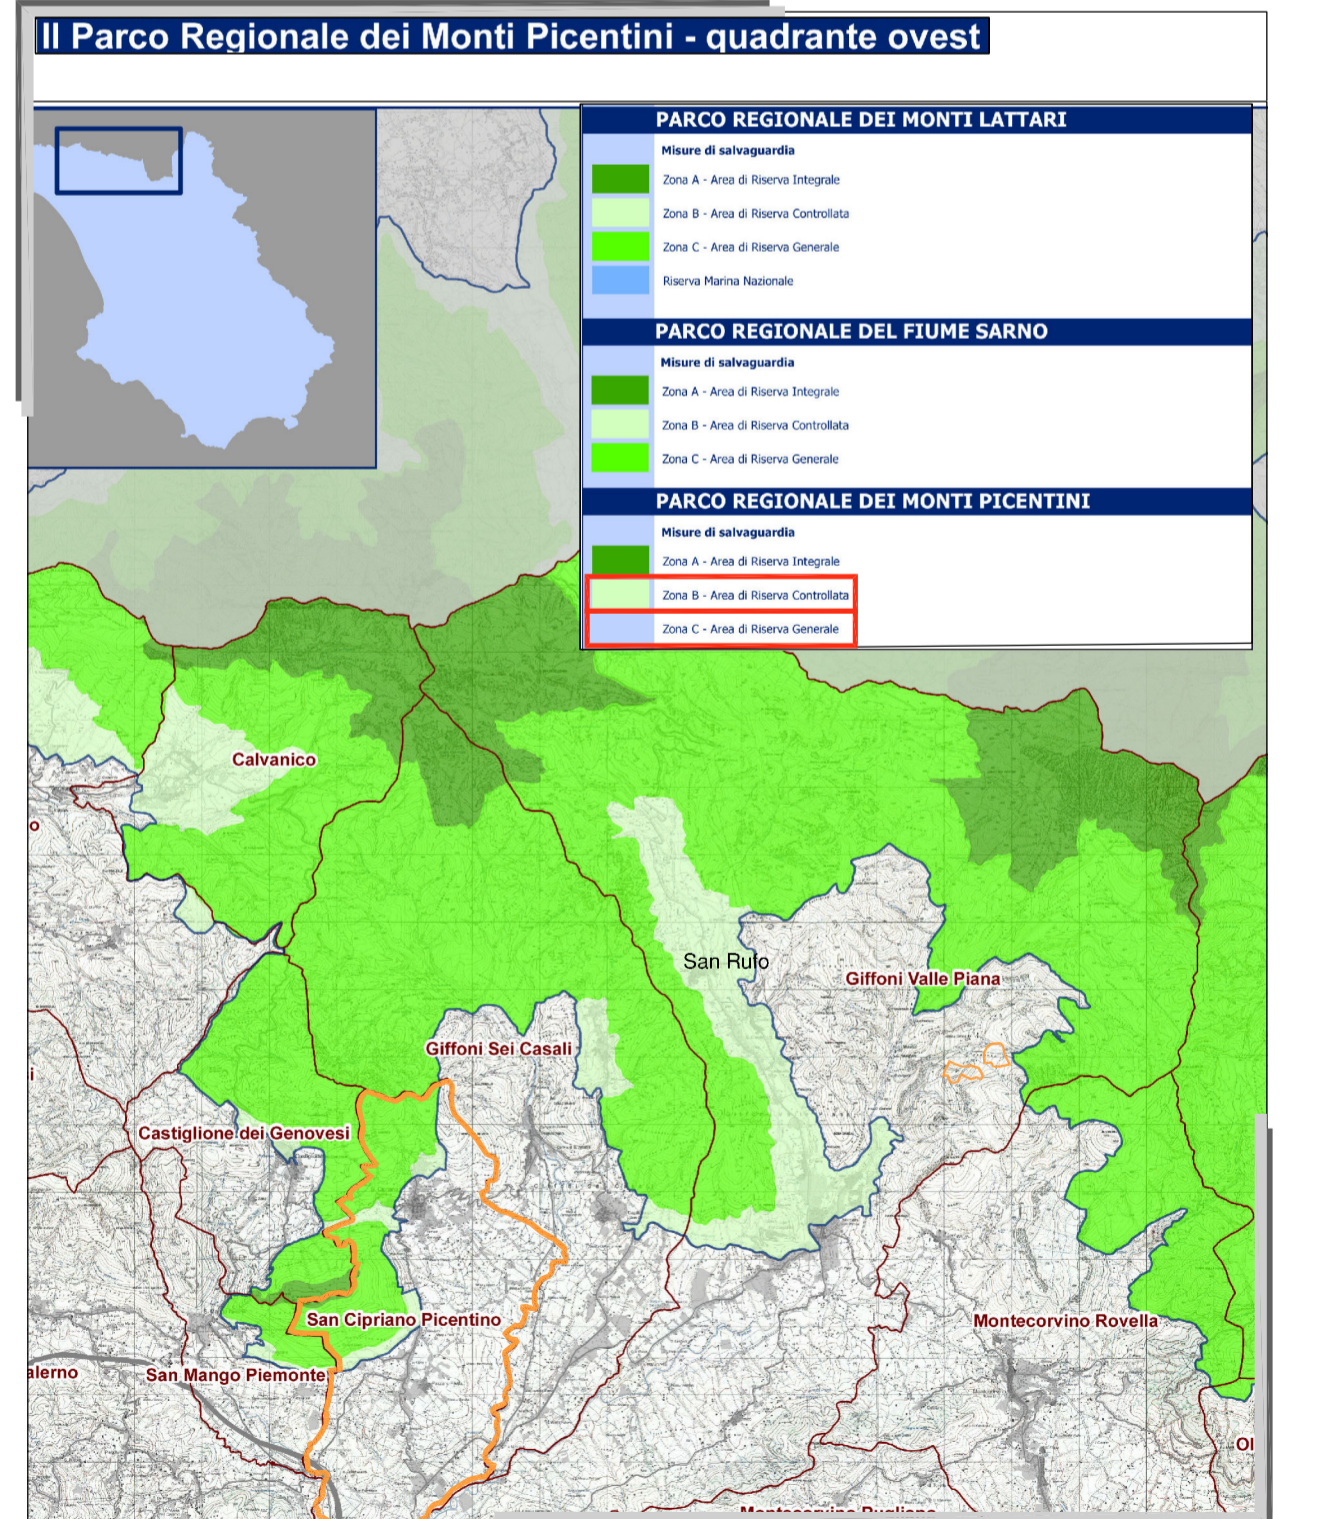 Il Parco Regionale dei Monti Picentini - quadrante ovest
PARCO REGIONALE DEI MONTI LATTARI
Misure di salvaguardia
Zona A - Area di Riserva Integrale
Zona B - Area di Riserva Controllata
Zona C - Area di Riserva Generale
Riserva Marina Nazionale
PARCO REGIONALE DEL FIUME SARNO
Misure di salvaguardia
Zona A - Area di Riserva Integrale
Zona B - Area di Riserva Controllata
Zona C - Area di Riserva Generale
PARCO REGIONALE DEI MONTI PICENTINI
Misure di salvaguardia
Zona A - Area di Riserva Integrale
Zona B - Area di Riserva Controllata
Zona C - Area di Riserva Generale
Calvanico
o
San Rufo
Giffoni Valle Piana
Giffoni Sei Casali
i
Castiglione dei Genovesi
San Cipriano Picentino
Montecorvino Rovella
alerno
San Mango Piemonte
Ol
Montecorvino Pugliano